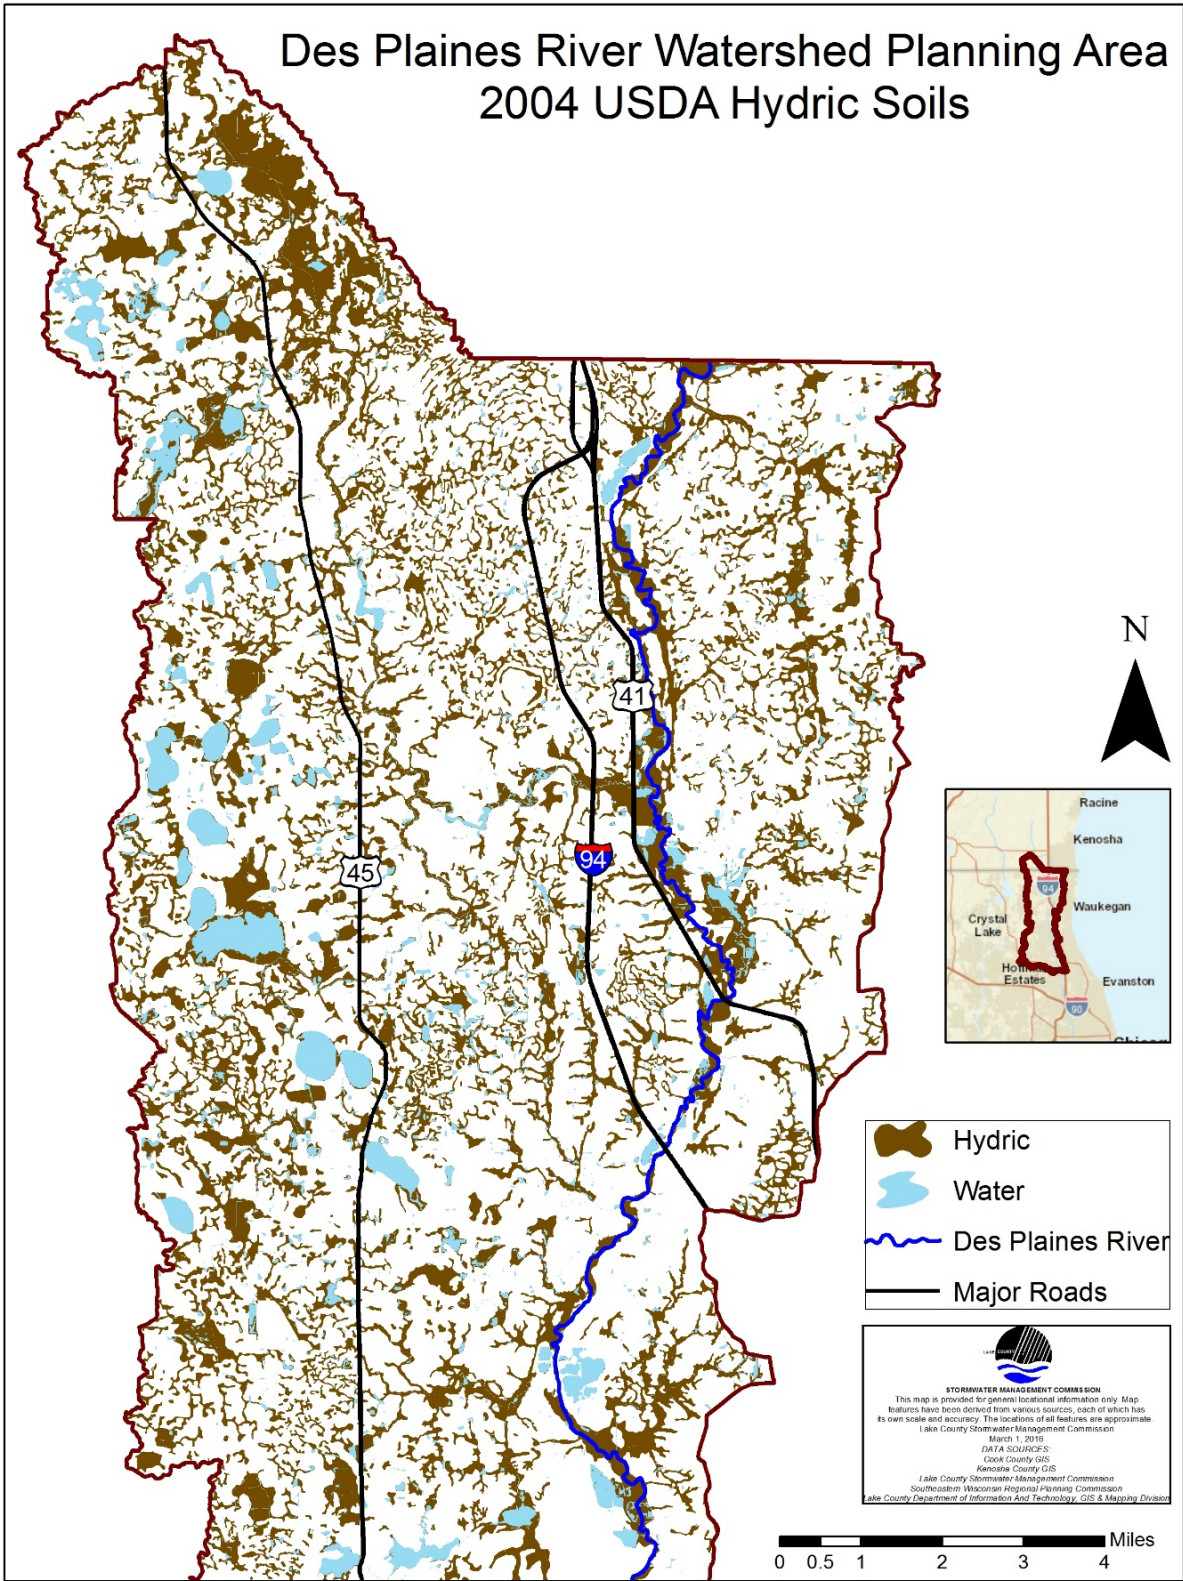 Des Plaines River Watershed Planning Area
2004 USDA Hydric Soils
N
41
94
45
Racine
Kenosha
94
Waukegan
Crystal
Lake
Estates
Evanston
90
Hydric
Water
Des Plaines River
Major Roads
LAKE COUNTY
STORMWATER MANAGEMENT COMMISSION
This map is provided for general locational information only. Map
features have been derived from various sources, each of which has
its own scale and accuracy. The locations of all features are approximate.
Lake County Stormwater Management Commission
March 1, 2016
DATA SOURCES:
Cook County GIS
Kenosha County GIS
Lake County Stormwater Management Commission
Southeastern Wisconsin Regional Planning Commission
Lake County Department of Information And Technology, GIS & Mapping Division
Miles
0 0.5 1 2 3 4